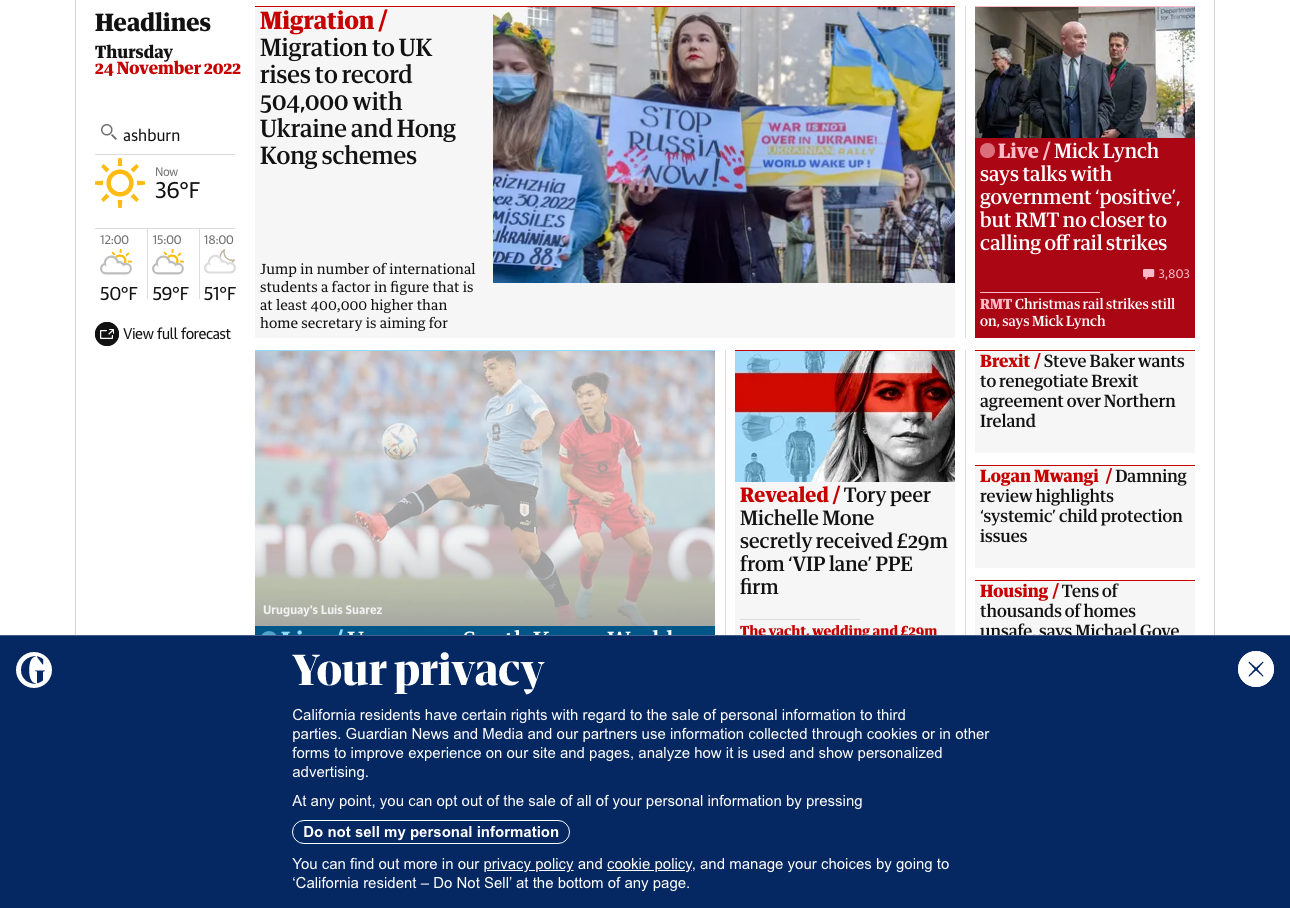 Headlines
Thursday
24 November 2022
ashburn
Now
36°F
12:00
15:00
18:00
50°F
59°F
51°F
View full forecast
Migration /
Migration to UK
rises to record
504,000 with
Ukraine and Hong
Kong schemes
Jump in number of international
students a factor in figure that is
at least 400,000 higher than
home secretary is aiming for
STOP
RUSSIA
NOW!
WAR IS NOT
OVER IN UKRAINE!
UKRAINIAN RALLY
WORLD WAKE UP!
RIZHZHIA
BER 30, 2022
MISSILES
UKRAINIAN
DED 88!
Department
for Transport
Live / Mick Lynch
says talks with
government ‘positive’,
but RMT no closer to
calling off rail strikes
3,803
RMT Christmas rail strikes still
on, says Mick Lynch
TIONS
9
Uruguay's Luis Suarez
Live / Uruguay v South Korea: World
Revealed / Tory peer
Michelle Mone
secretly received £29m
from ‘VIP lane’ PPE
firm
The yacht, wedding and £29m
Brexit / Steve Baker wants
to renegotiate Brexit
agreement over Northern
Ireland
Logan Mwangi / Damning
review highlights
‘systemic’ child protection
issues
Housing / Tens of
thousands of homes
unsafe, says Michael Gove
G
Your privacy
California residents have certain rights with regard to the sale of personal information to third
parties. Guardian News and Media and our partners use information collected through cookies or in other
forms to improve experience on our site and pages, analyze how it is used and show personalized
advertising.
At any point, you can opt out of the sale of all of your personal information by pressing
Do not sell my personal information
You can find out more in our privacy policy and cookie policy, and manage your choices by going to
‘California resident – Do Not Sell’ at the bottom of any page.